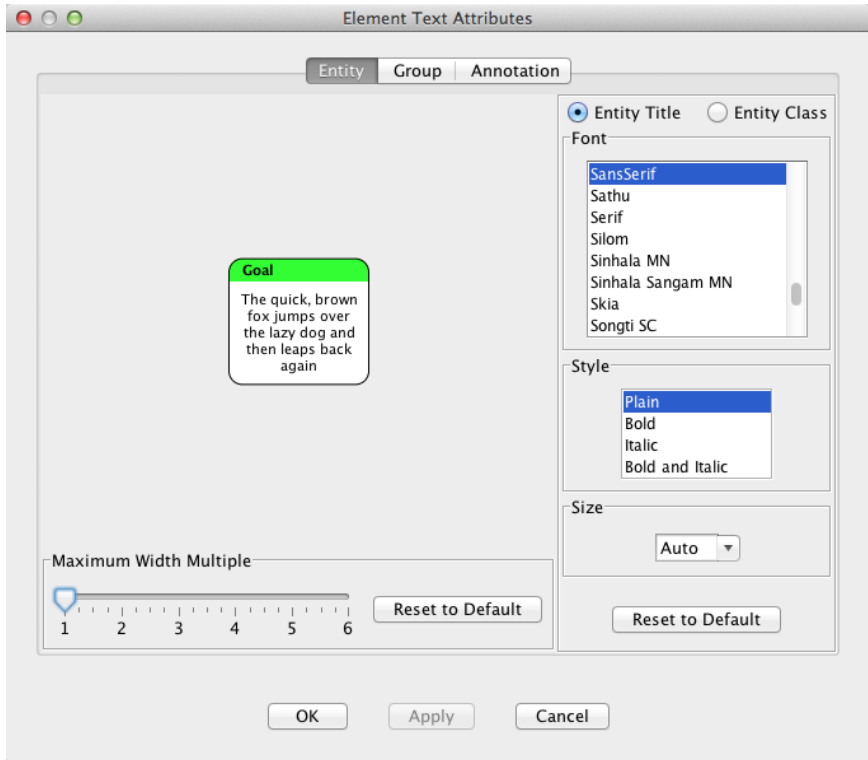 Element Text Attributes
Entity Group Annotation
Entity Title Entity Class
Font
SansSerif
Sathu
Serif
Silom
Sinhala MN
Sinhala Sangam MN
Skia
Songti SC
Goal
The quick, brown
fox jumps over
the lazy dog and
then leaps back
again
Style
Plain
Bold
Italic
Bold and Italic
Size
Auto
Maximum Width Multiple
1 2 3 4 5 6
Reset to Default
Reset to Default
OK Apply Cancel